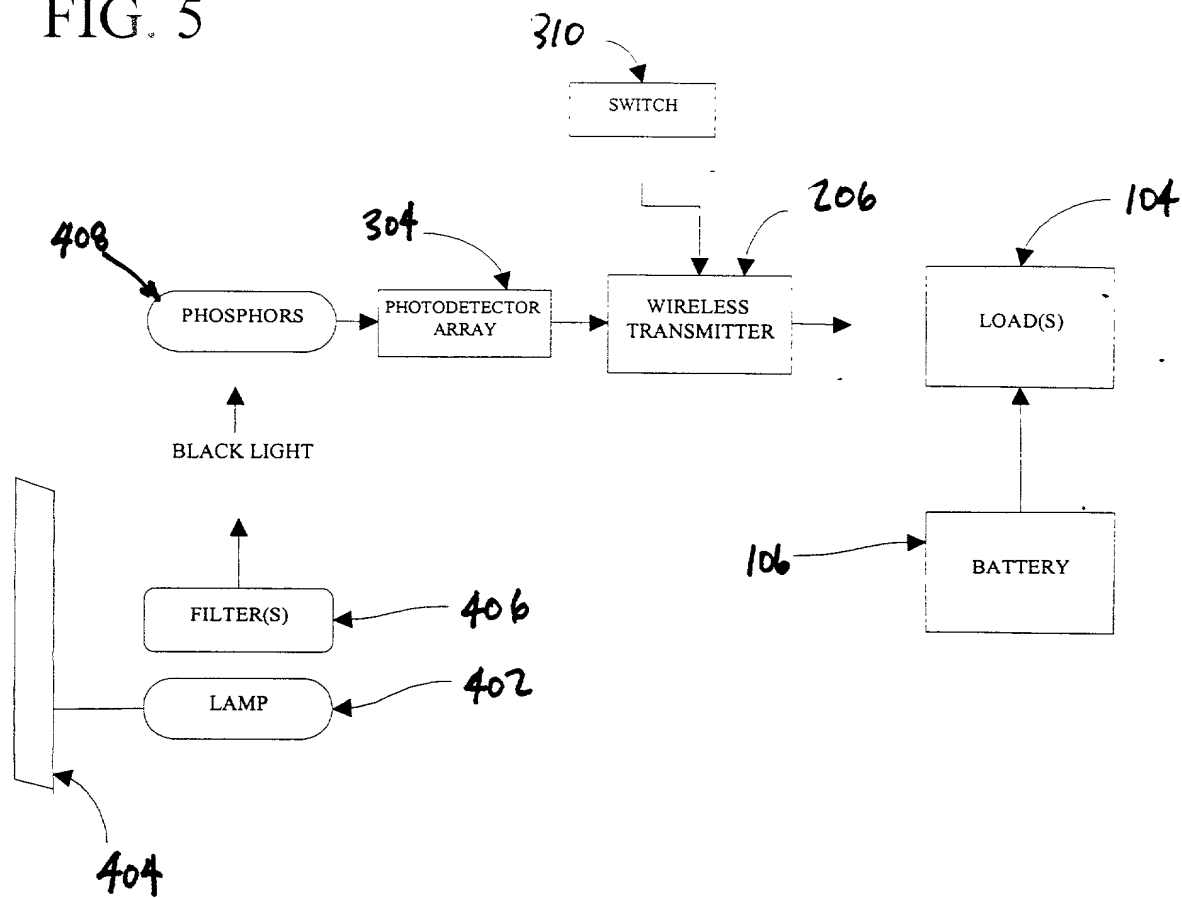 FIG. 5
310
SWITCH
206
104
304
408
PHOSPHORS
PHOTODETECTOR
ARRAY
WIRELESS
TRANSMITTER
LOAD(S)
BLACK LIGHT
106
BATTERY
FILTER(S)
406
LAMP
402
404